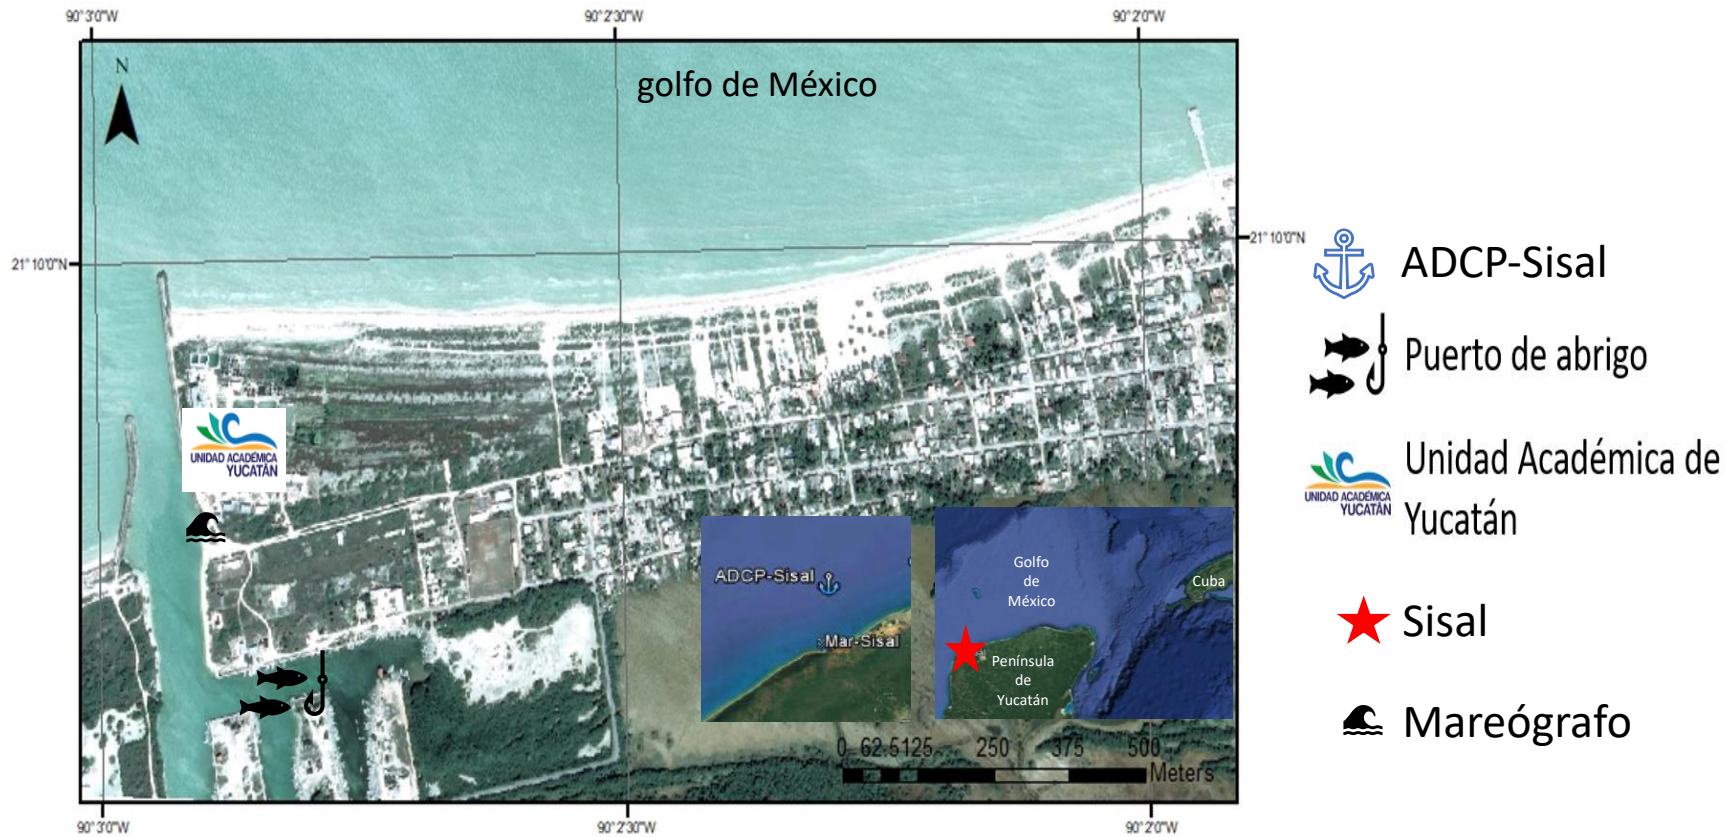 90°3'0"W
90°2'30"W
90°2'0"W
N
golfo de México
21°10'0"N
21°10'0"N
UNIDAD ACADÉMICA
YUCATÁN
ADCP-Sisal
Mar-Sisal
Golfo
de
México
Cuba
Península
de
Yucatán
0 62.5125 250 375 500
Meters
90°3'0"W
90°2'30"W
90°2'0"W
ADCP-Sisal
Puerto de abrigo
UNIDAD ACADÉMICA
YUCATÁN
Unidad Académica de
Yucatán
Sisal
Mareógrafo